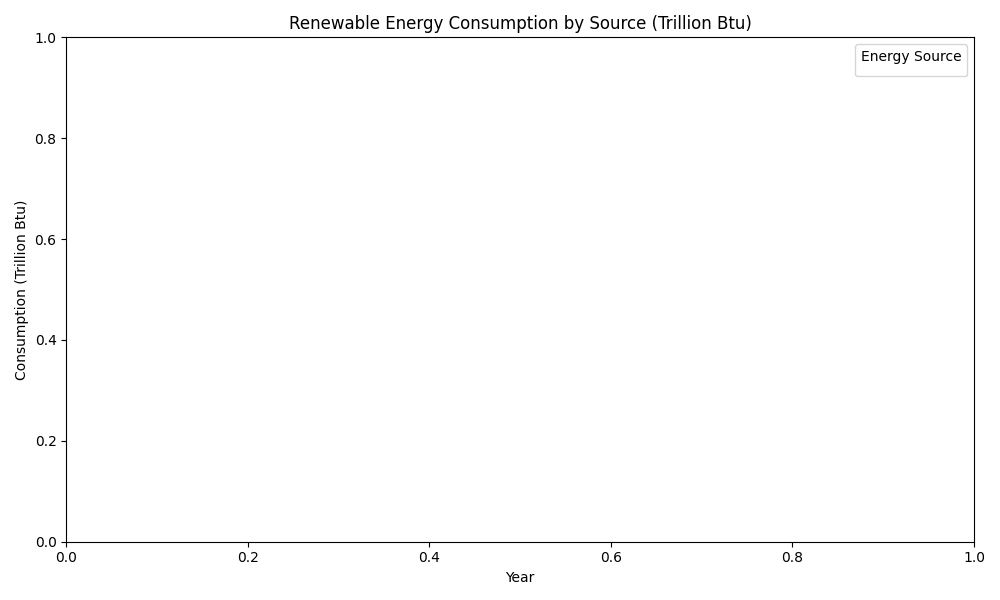 Renewable Energy Consumption by Source (Trillion Btu)
Energy Source
Consumption (Trillion Btu)
1.0
0.8
0.6
0.4
0.2
0.0
0.0 0.2 0.4 0.6 0.8 1.0
Year